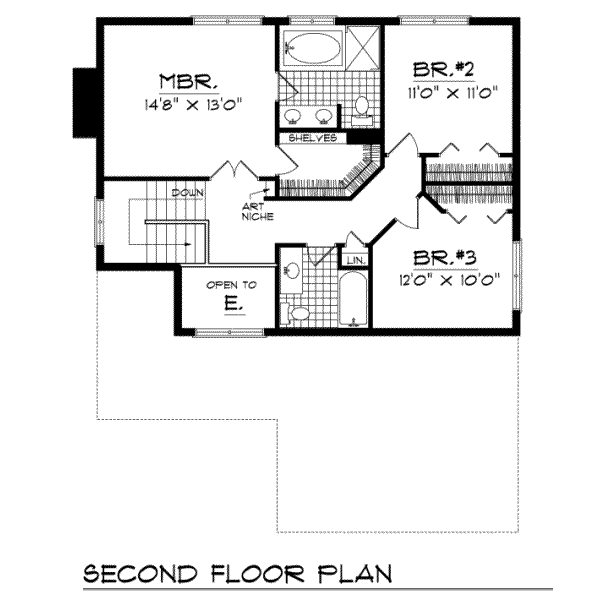 MBR.
14'8" x 13'0"
BR. #2
11'0" x 11'0"
SHELVES
DOWN
ART
NICHE
LIN.
BR. #3
12'0" x 10'0"
OPEN TO
E.
SECOND FLOOR PLAN